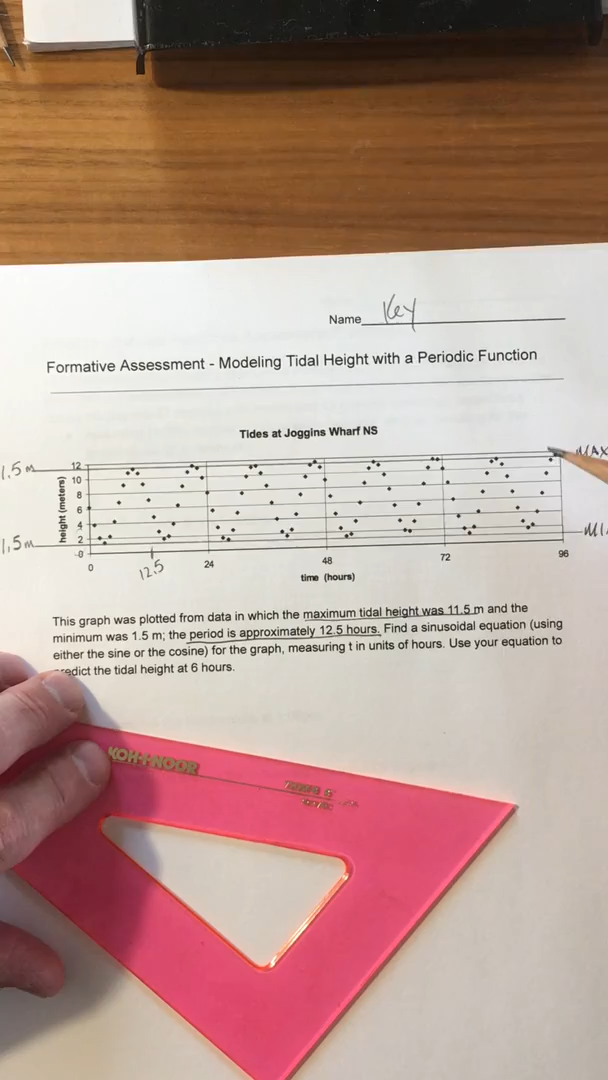 Name Key
Formative Assessment - Modeling Tidal Height with a Periodic Function
Tides at Joggins Wharf NS
MAX
1.5 m
12
10
8
6
4
2
-0
height (meters)
1.5 m
0
12.5
24
48
72
96
time (hours)
This graph was plotted from data in which the maximum tidal height was 11.5 m and the
minimum was 1.5 m; the period is approximately 12.5 hours. Find a sinusoidal equation (using
either the sine or the cosine) for the graph, measuring t in units of hours. Use your equation to
predict the tidal height at 6 hours.
KOH-I-NOOR